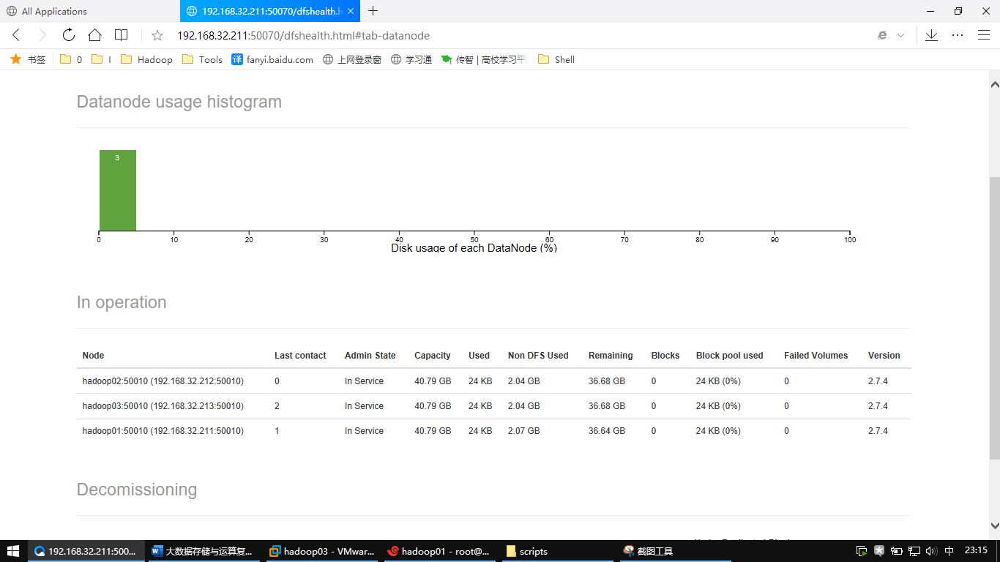 All Applications
192.168.32.211:50070/dfshealth.h
192.168.32.211:50070/dfshealth.html#tab-datanode
书签 0 I Hadoop Tools 译 fanyi.baidu.com 上网登录窗 学习通 传智 | 高校学习平 Shell
Datanode usage histogram
3
0 10 20 30 40 50 60 70 80 90 100
Disk usage of each DataNode (%)
In operation
Node Last contact Admin State Capacity Used Non DFS Used Remaining Blocks Block pool used Failed Volumes Version
hadoop02:50010 (192.168.32.212:50010) 0 In Service 40.79 GB 24 KB 2.04 GB 36.68 GB 0 24 KB (0%) 0 2.7.4
hadoop03:50010 (192.168.32.213:50010) 2 In Service 40.79 GB 24 KB 2.04 GB 36.68 GB 0 24 KB (0%) 0 2.7.4
hadoop01:50010 (192.168.32.211:50010) 1 In Service 40.79 GB 24 KB 2.07 GB 36.64 GB 0 24 KB (0%) 0 2.7.4
Decomissioning
192.168.32.211:500... 大数据存储与运算复... hadoop03 - VMwar... hadoop01 - root@... scripts 截图工具 中 23:15